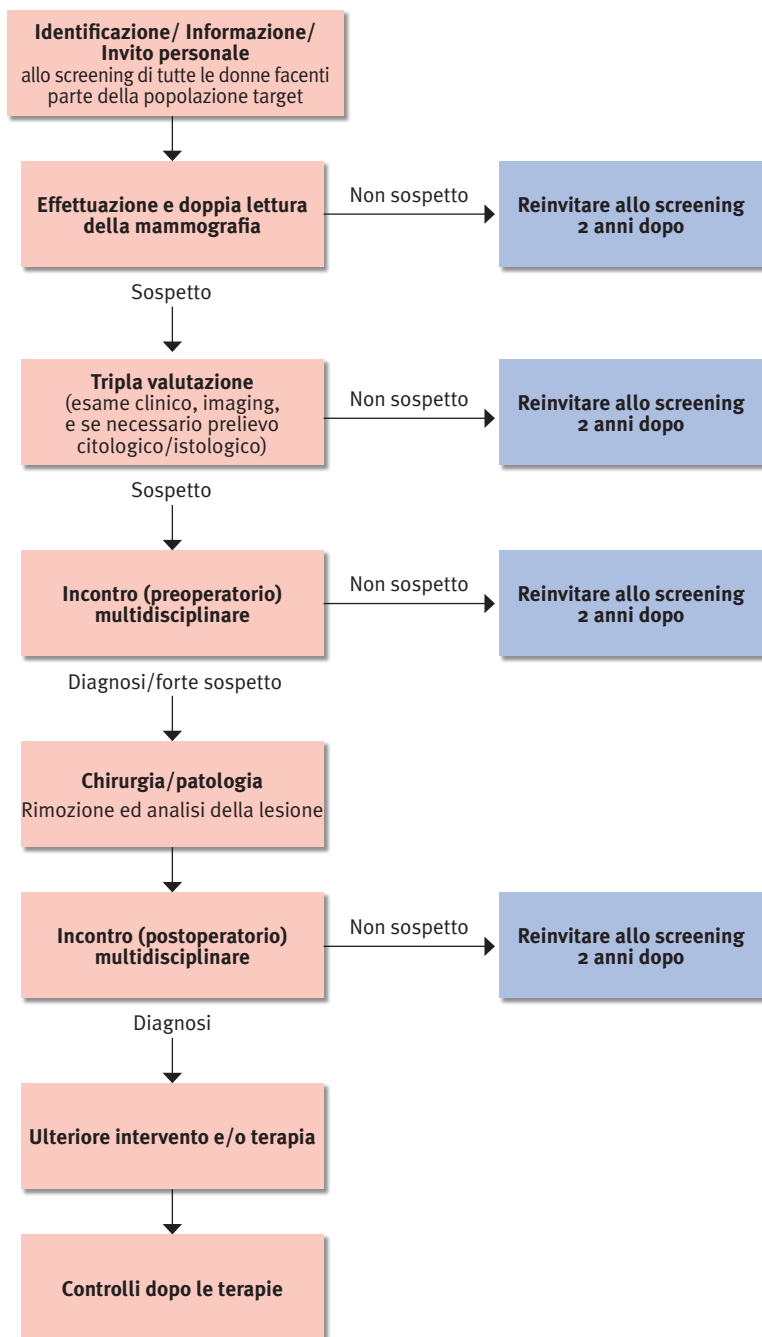 Identificazione/ Informazione/
Invito personale
allo screening di tutte le donne facenti
parte della popolazione target
Effettuazione e doppia lettura
della mammografia
Non sospetto
Reinvitare allo screening
2 anni dopo
Sospetto
Tripla valutazione
(esame clinico, imaging,
e se necessario prelievo
citologico/istologico)
Non sospetto
Reinvitare allo screening
2 anni dopo
Sospetto
Incontro (preoperatorio)
multidisciplinare
Non sospetto
Reinvitare allo screening
2 anni dopo
Diagnosi/forte sospetto
Chirurgia/patologia
Rimozione ed analisi della lesione
Incontro (postoperatorio)
multidisciplinare
Non sospetto
Reinvitare allo screening
2 anni dopo
Diagnosi
Ulteriore intervento e/o terapia
Controlli dopo le terapie